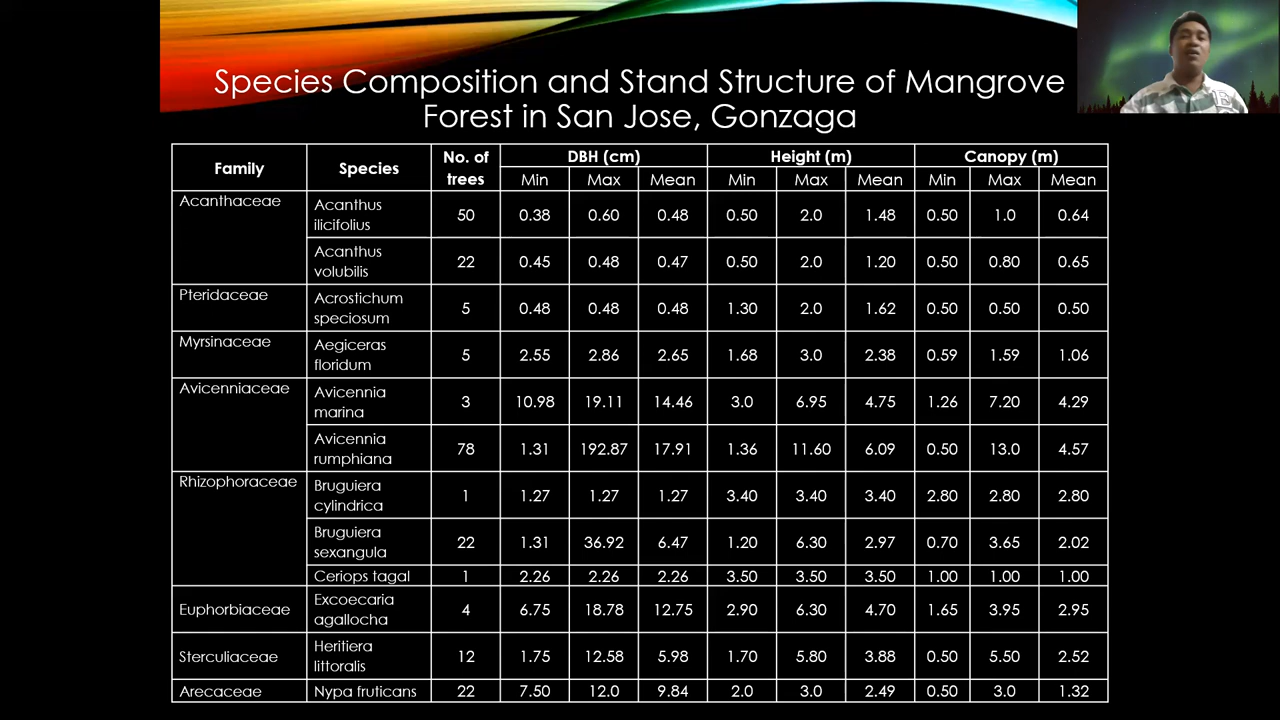 Species Composition and Stand Structure of Mangrove
Forest in San Jose, Gonzaga
Family Species No. of trees DBH (cm) Height (m) Canopy (m)
Min Max Mean Min Max Mean Min Max Mean
Acanthaceae Acanthus ilicifolius 50 0.38 0.60 0.48 0.50 2.0 1.48 0.50 1.0 0.64
Acanthus volubilis 22 0.45 0.48 0.47 0.50 2.0 1.20 0.50 0.80 0.65
Pteridaceae Acrostichum speciosum 5 0.48 0.48 0.48 1.30 2.0 1.62 0.50 0.50 0.50
Myrsinaceae Aegiceras floridum 5 2.55 2.86 2.65 1.68 3.0 2.38 0.59 1.59 1.06
Avicenniaceae Avicennia marina 3 10.98 19.11 14.46 3.0 6.95 4.75 1.26 7.20 4.29
Avicennia rumphiana 78 1.31 192.87 17.91 1.36 11.60 6.09 0.50 13.0 4.57
Rhizophoraceae Bruguiera cylindrica 1 1.27 1.27 1.27 3.40 3.40 3.40 2.80 2.80 2.80
Bruguiera sexangula 22 1.31 36.92 6.47 1.20 6.30 2.97 0.70 3.65 2.02
Ceriops tagal 1 2.26 2.26 2.26 3.50 3.50 3.50 1.00 1.00 1.00
Euphorbiaceae Excoecaria agallocha 4 6.75 18.78 12.75 2.90 6.30 4.70 1.65 3.95 2.95
Sterculiaceae Heritiera littoralis 12 1.75 12.58 5.98 1.70 5.80 3.88 0.50 5.50 2.52
Arecaceae Nypa fruticans 22 7.50 12.0 9.84 2.0 3.0 2.49 0.50 3.0 1.32